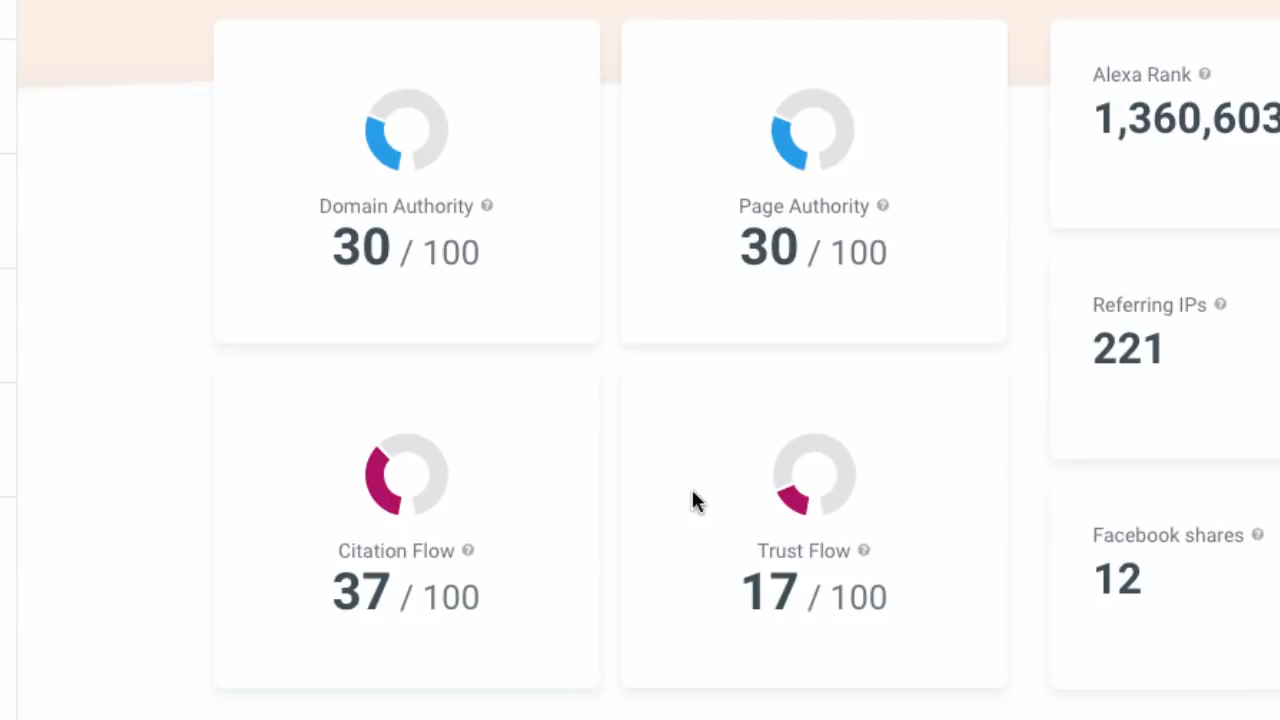 Domain Authority
30 / 100
Page Authority
30 / 100
Alexa Rank
1,360,603
Referring IPs
221
Citation Flow
37 / 100
Trust Flow
17 / 100
Facebook shares
12